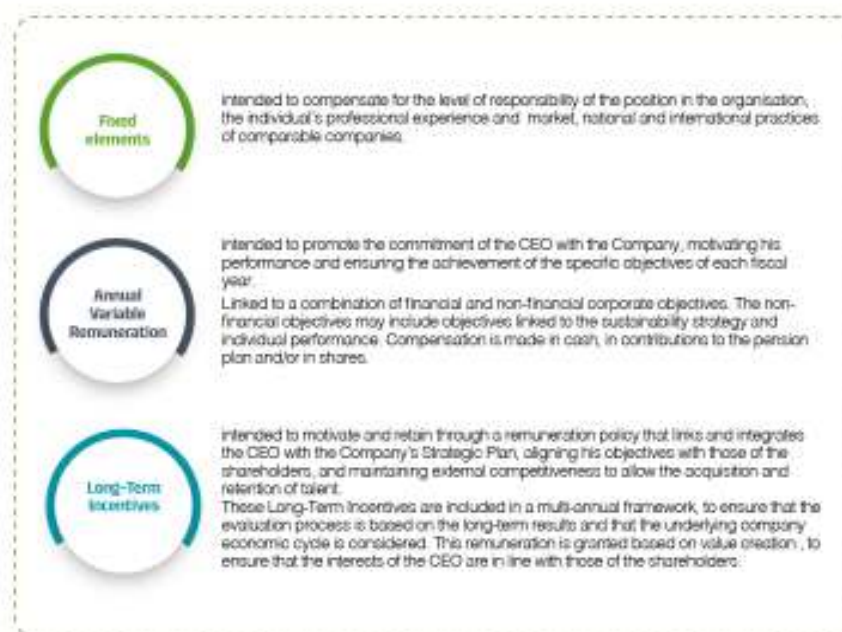 Fixed
elements
intended to compensate for the level of responsibility of the position in the organisation,
the individual's professional experience and market, national and international practices
of comparable companies.
Annual
Variable
Remuneration
intended to promote the commitment of the CEO with the Company, motivating his
performance and ensuring the achievement of the specific objectives of each fiscal
year.
Linked to a combination of financial and non-financial corporate objectives. The non-
financial objectives may include objectives linked to the sustainability strategy and
individual performance. Compensation is made in cash, in contributions to the pension
plan and/or in shares.
Long-Term
Incentives
intended to motivate and retain through a remuneration policy that links and integrates
the CEO with the Company's Strategic Plan, aligning his objectives with those of the
shareholders, and maintaining external competitiveness to allow the acquisition and
retention of talent.
These Long-Term Incentives are included in a multi-annual framework, to ensure that the
evaluation process is based on the long-term results and that the underlying company
economic cycle is considered. This remuneration is granted based on value creation , to
ensure that the interests of the CEO are in line with those of the shareholders.